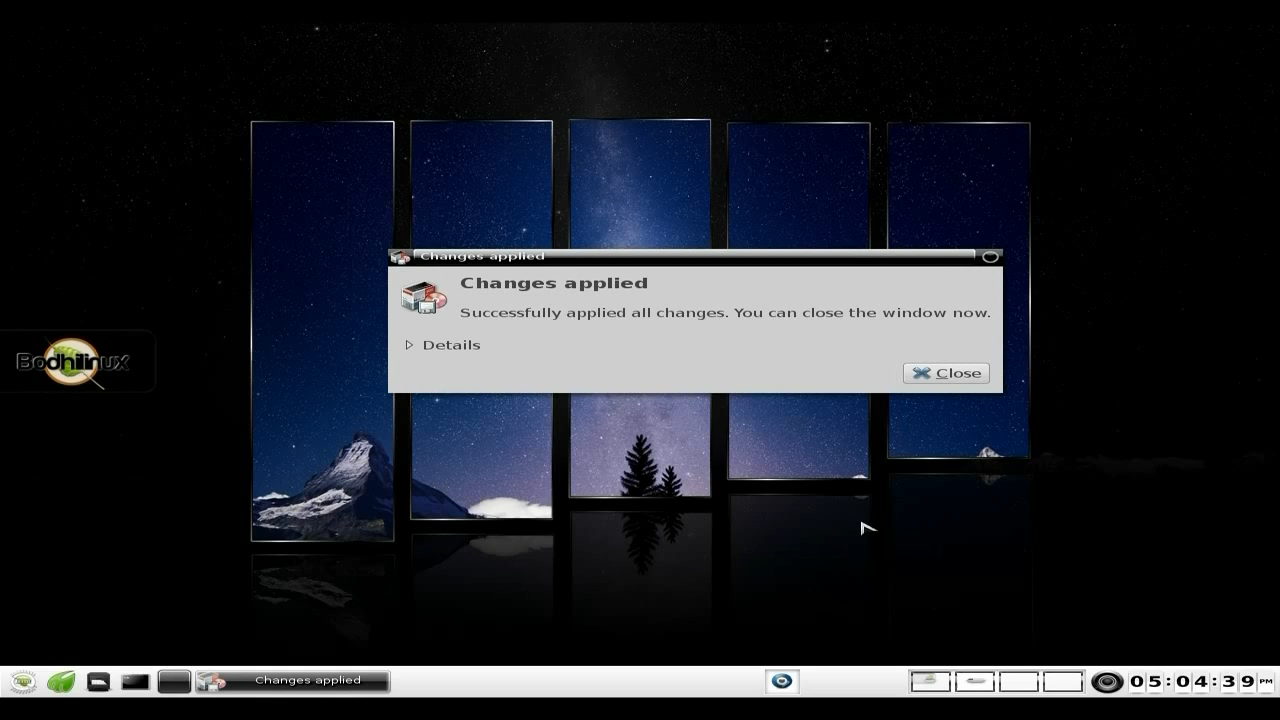 Changes applied
Changes applied
Successfully applied all changes. You can close the window now.
Details
Close
Bodhilinux
Changes applied
05:04:39 PM